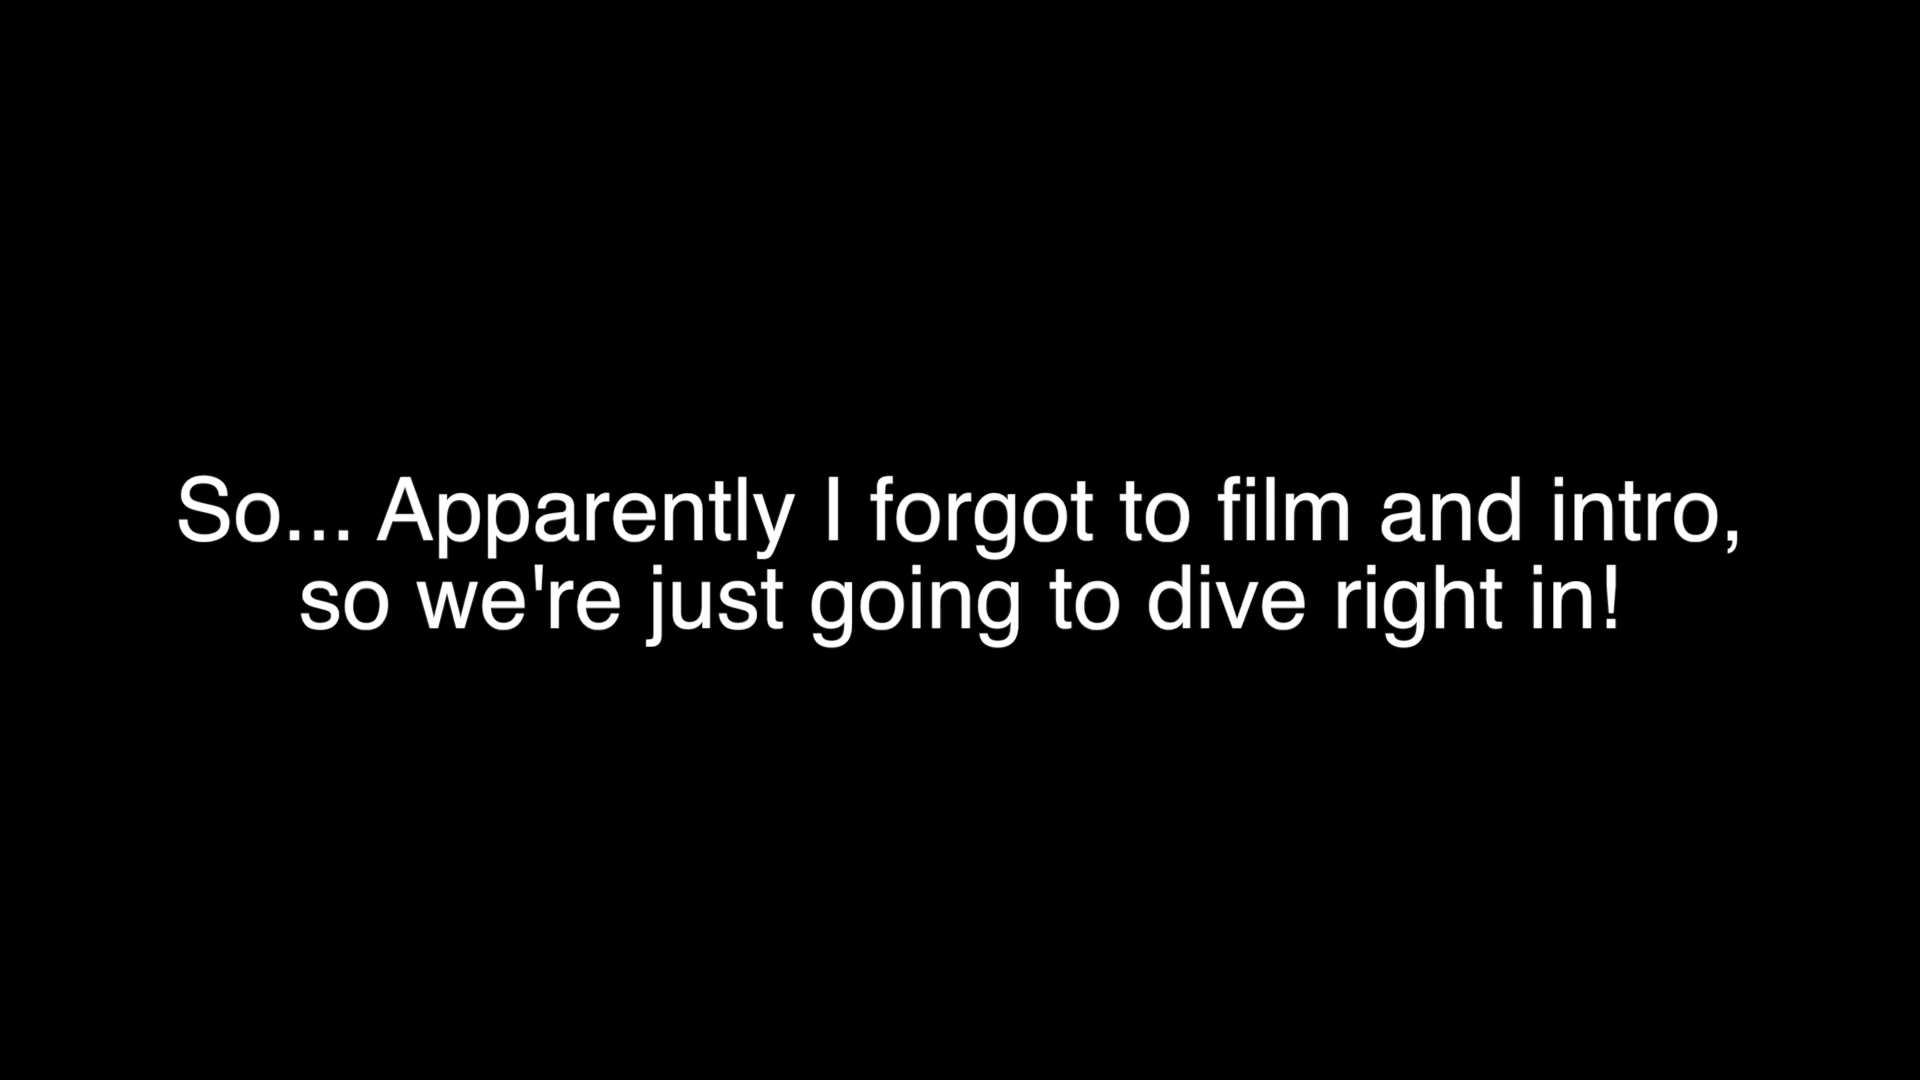 So... Apparently I forgot to film and intro,
so we're just going to dive right in!